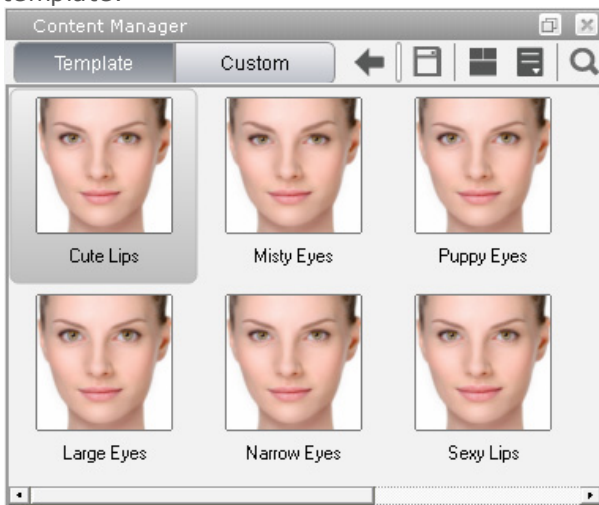 template.
Content Manager
Template Custom
Cute Lips Misty Eyes Puppy Eyes
Large Eyes Narrow Eyes Sexy Lips